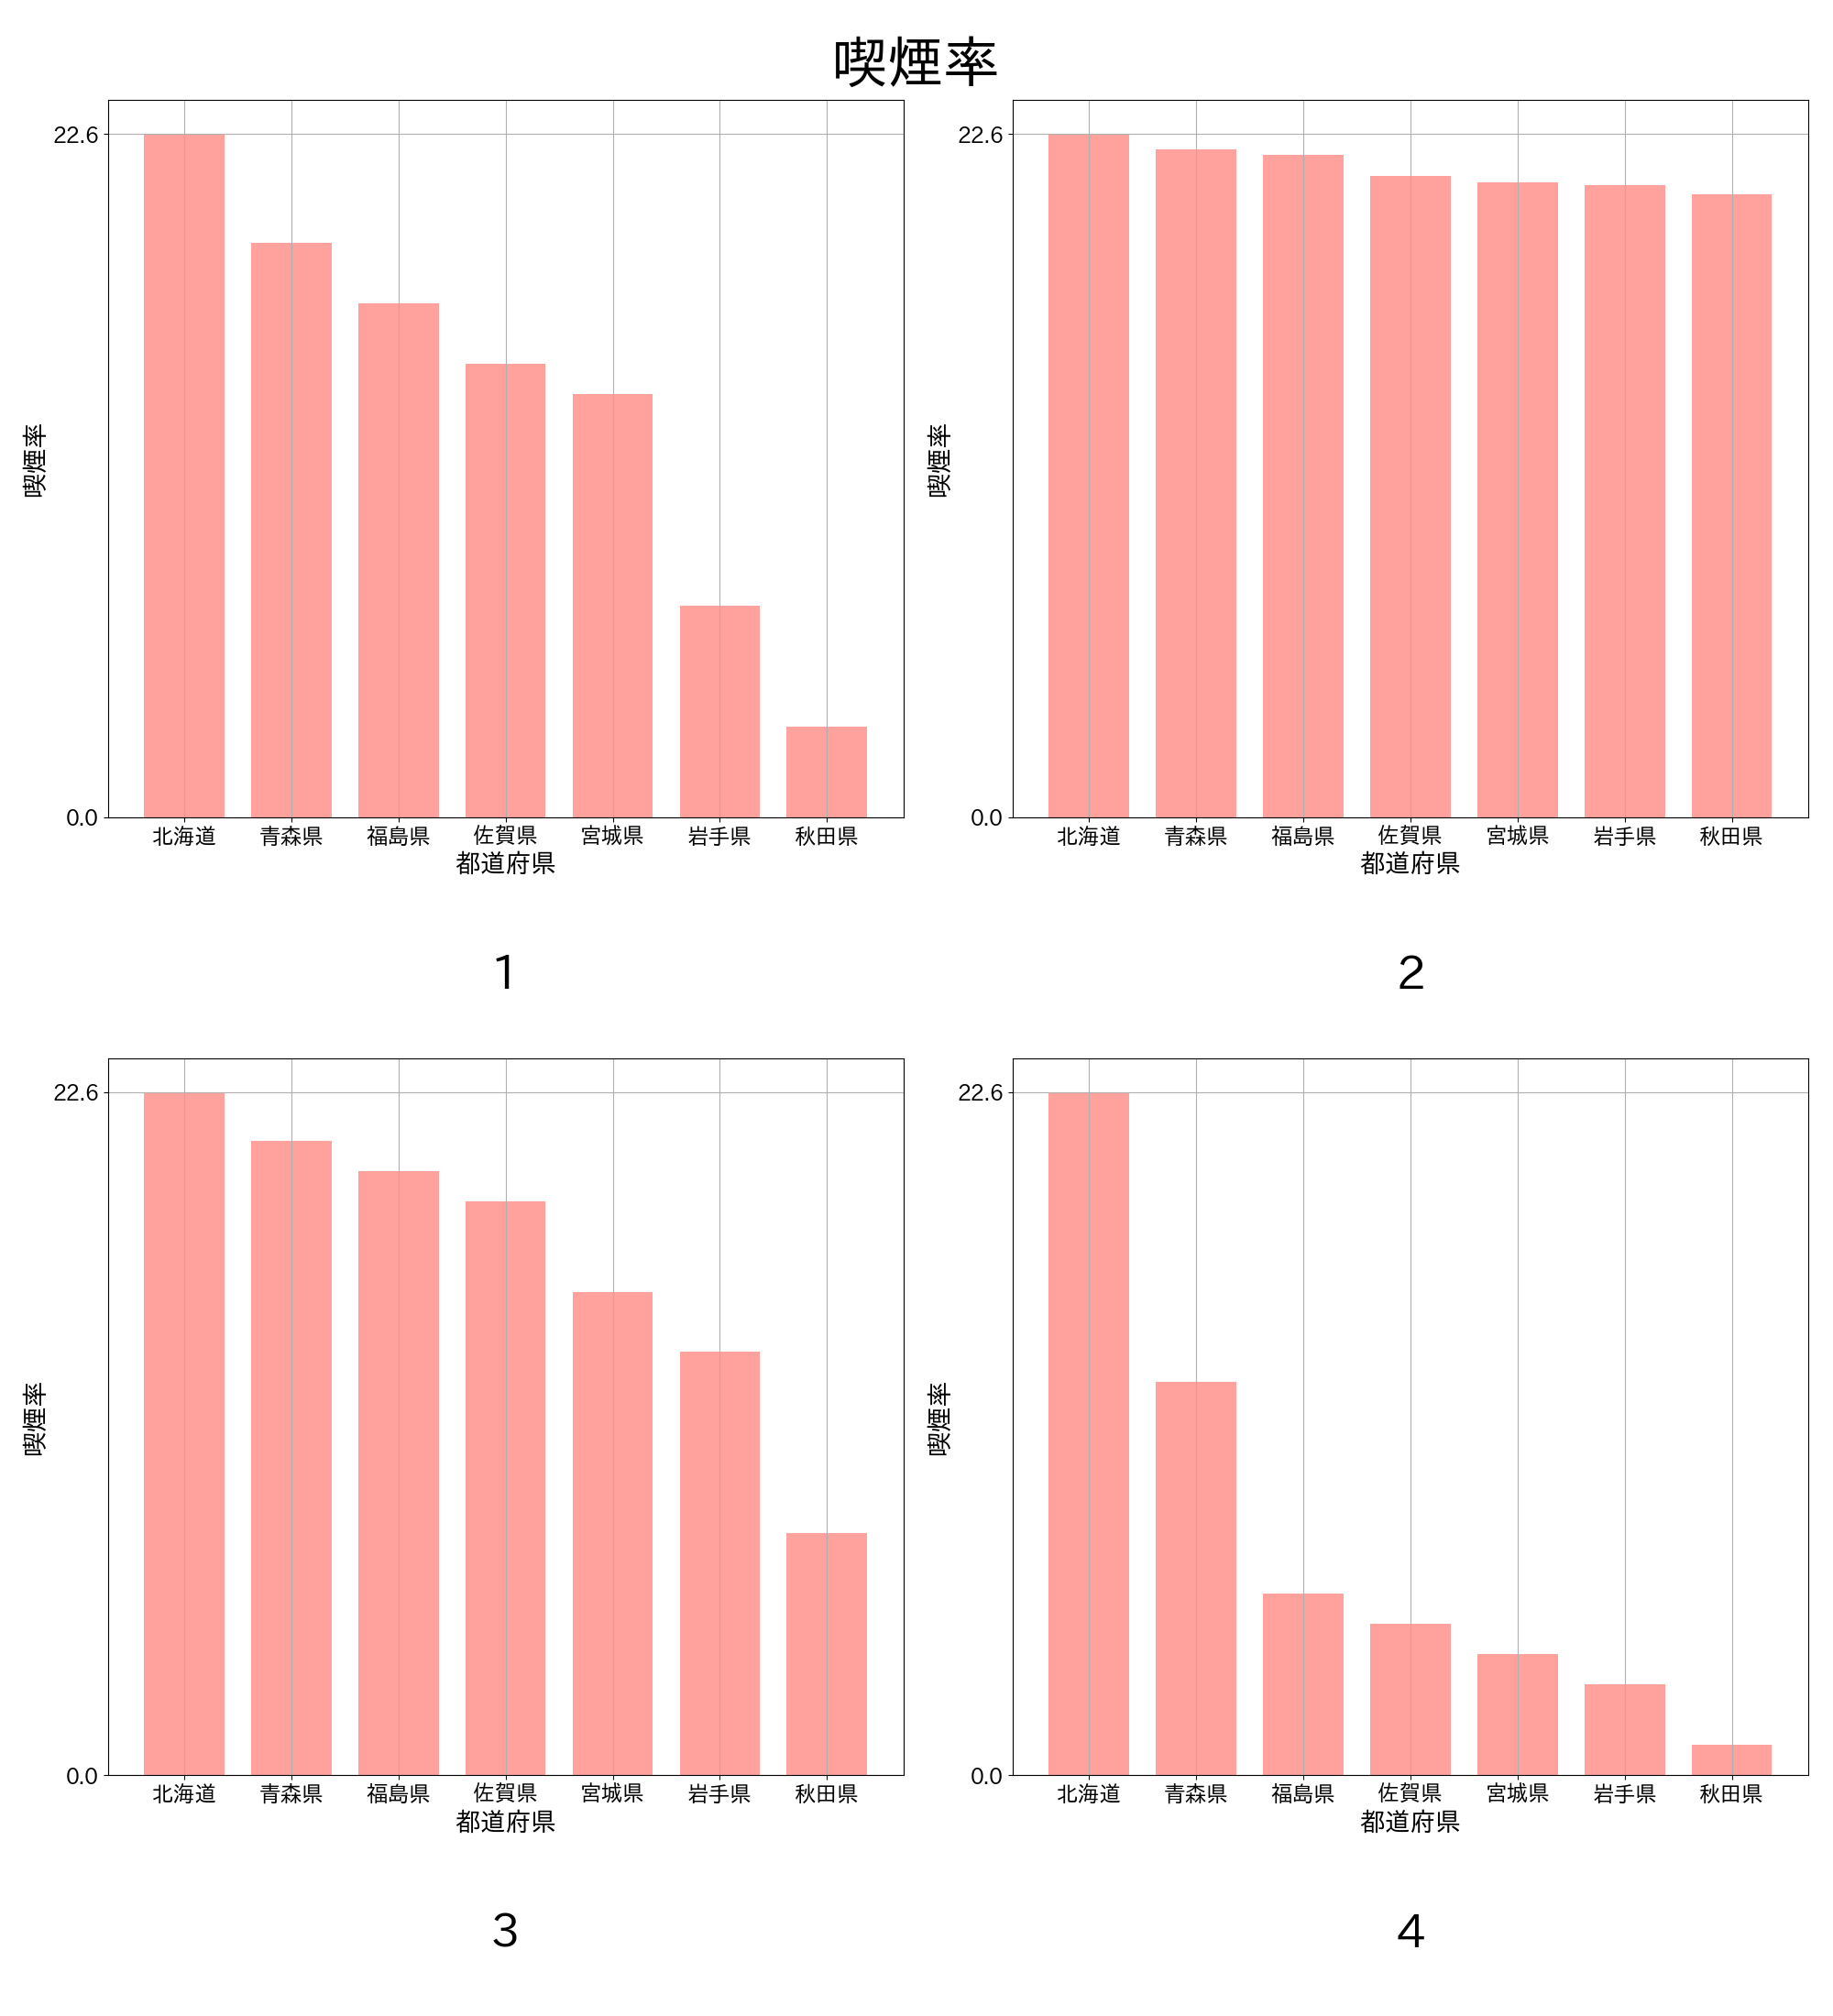 喫煙率
22.6
0.0
喫煙率
北海道 青森県 福島県 佐賀県 宮城県 岩手県 秋田県
都道府県
1
22.6
0.0
喫煙率
北海道 青森県 福島県 佐賀県 宮城県 岩手県 秋田県
都道府県
2
22.6
0.0
喫煙率
北海道 青森県 福島県 佐賀県 宮城県 岩手県 秋田県
都道府県
3
22.6
0.0
喫煙率
北海道 青森県 福島県 佐賀県 宮城県 岩手県 秋田県
都道府県
4